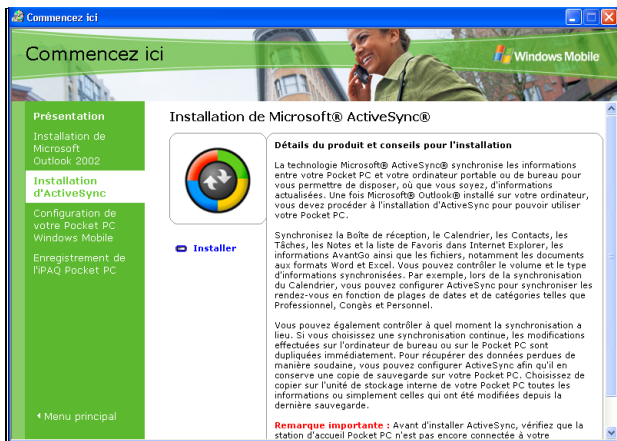 Commencez ici
Commencez ici
Windows Mobile
Présentation
Installation de
Microsoft
Outlook 2002
Installation
d'ActiveSync
Configuration de
votre Pocket PC
Windows Mobile
Enregistrement de
l'iPAQ Pocket PC
Menu principal
Installation de Microsoft® ActiveSync®
Installer
Détails du produit et conseils pour l'installation
La technologie Microsoft® ActiveSync® synchronise les informations
entre votre Pocket PC et votre ordinateur portable ou de bureau pour
vous permettre de disposer, où que vous soyez, d'informations
actualisées. Une fois Microsoft® Outlook® installé sur votre ordinateur,
vous devez procéder à l'installation d'ActiveSync pour pouvoir utiliser
votre Pocket PC.
Synchronisez la Boîte de réception, le Calendrier, les Contacts, les
Tâches, les Notes et la liste de Favoris dans Internet Explorer, les
informations AvantGo ainsi que les fichiers, notamment les documents
aux formats Word et Excel. Vous pouvez contrôler le volume et le type
d'informations synchronisées. Par exemple, lors de la synchronisation
du Calendrier, vous pouvez configurer ActiveSync pour synchroniser les
rendez-vous en fonction de plages de dates et de catégories telles que
Professionnel, Congés et Personnel.
Vous pouvez également contrôler à quel moment la synchronisation a
lieu. Si vous choisissez une synchronisation continue, les modifications
effectuées sur l'ordinateur de bureau ou sur le Pocket PC sont
dupliquées immédiatement. Pour récupérer des données perdues de
manière soudaine, vous pouvez configurer ActiveSync afin qu'il en
conserve une copie de sauvegarde sur votre Pocket PC. Choisissez de
copier sur l'unité de stockage interne de votre Pocket PC toutes les
informations ou simplement celles qui ont été modifiées depuis la
dernière sauvegarde.
Remarque importante : Avant d'installer ActiveSync, vérifiez que la
station d'accueil Pocket PC n'est pas encore connectée à votre